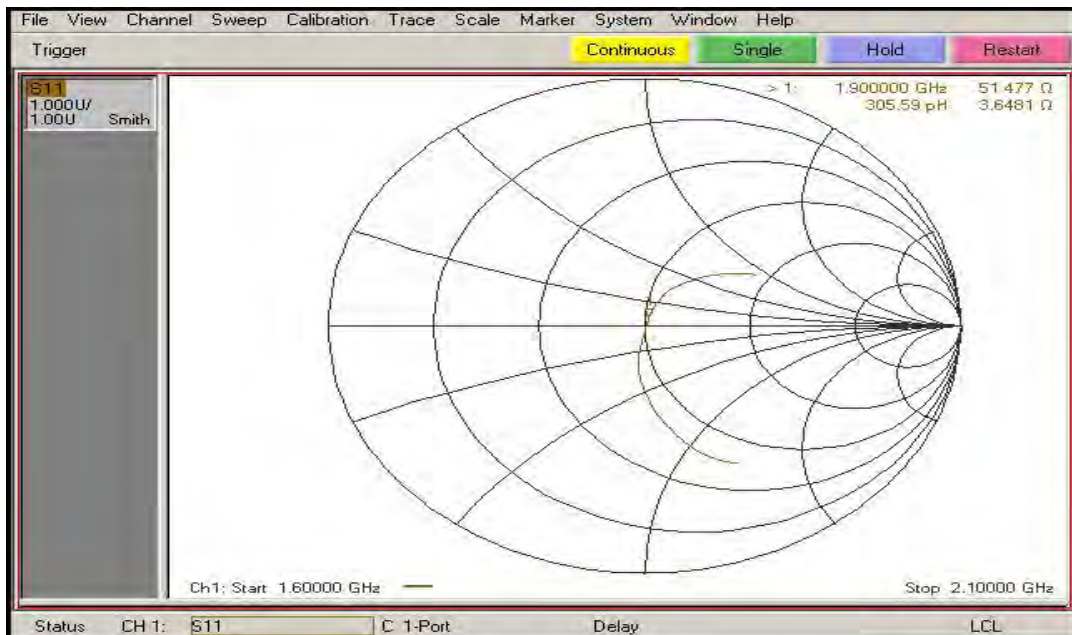 File View Channel Sweep Calibration Trace Scale Marker System Window Help
Trigger Continuous Single Hold Restart
S11
1.000U/
1.00U Smith
> 1: 1.900000 GHz 51.477 Ω
305.59 pH 3.6481 Ω
Ch1: Start 1.60000 GHz Stop 2.10000 GHz
Status CH 1: S11 C 1-Port Delay LCL